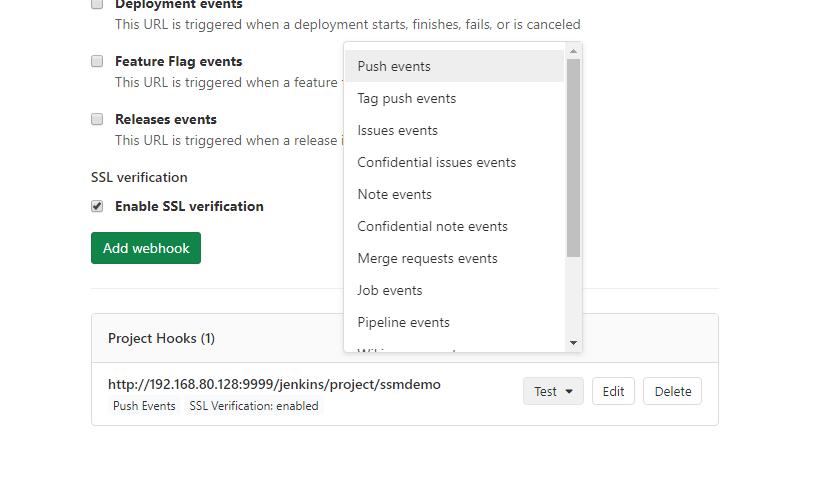 Deployment events
This URL is triggered when a deployment starts, finishes, fails, or is canceled
Feature Flag events
This URL is triggered when a feature
Releases events
This URL is triggered when a release i
SSL verification
Enable SSL verification
Add webhook
Push events
Tag push events
Issues events
Confidential issues events
Note events
Confidential note events
Merge requests events
Job events
Pipeline events
Project Hooks (1)
http://192.168.80.128:9999/jenkins/project/ssmdemo
Test Edit Delete
Push Events SSL Verification: enabled